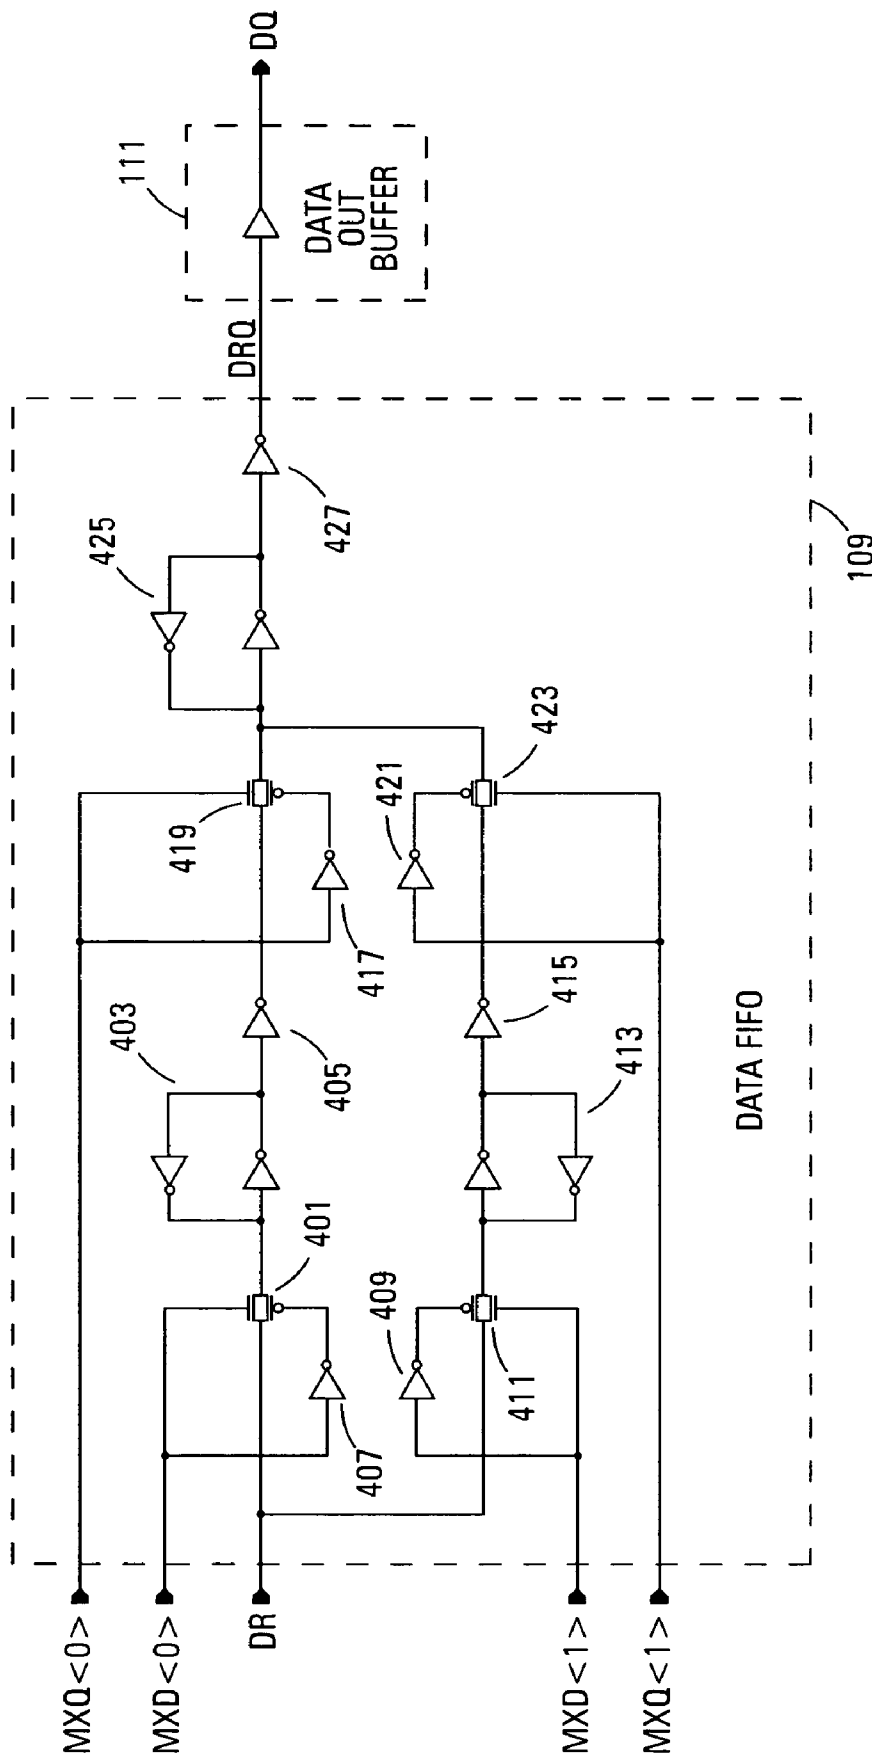 MXQ<0>
MXD<0>
DR
MXD<1>
MXQ<1>
401
403
405
407
409
411
413
415
417
419
421
423
425
427
DATA FIFO
109
DRQ
111
DATA
OUT
BUFFER
DQ